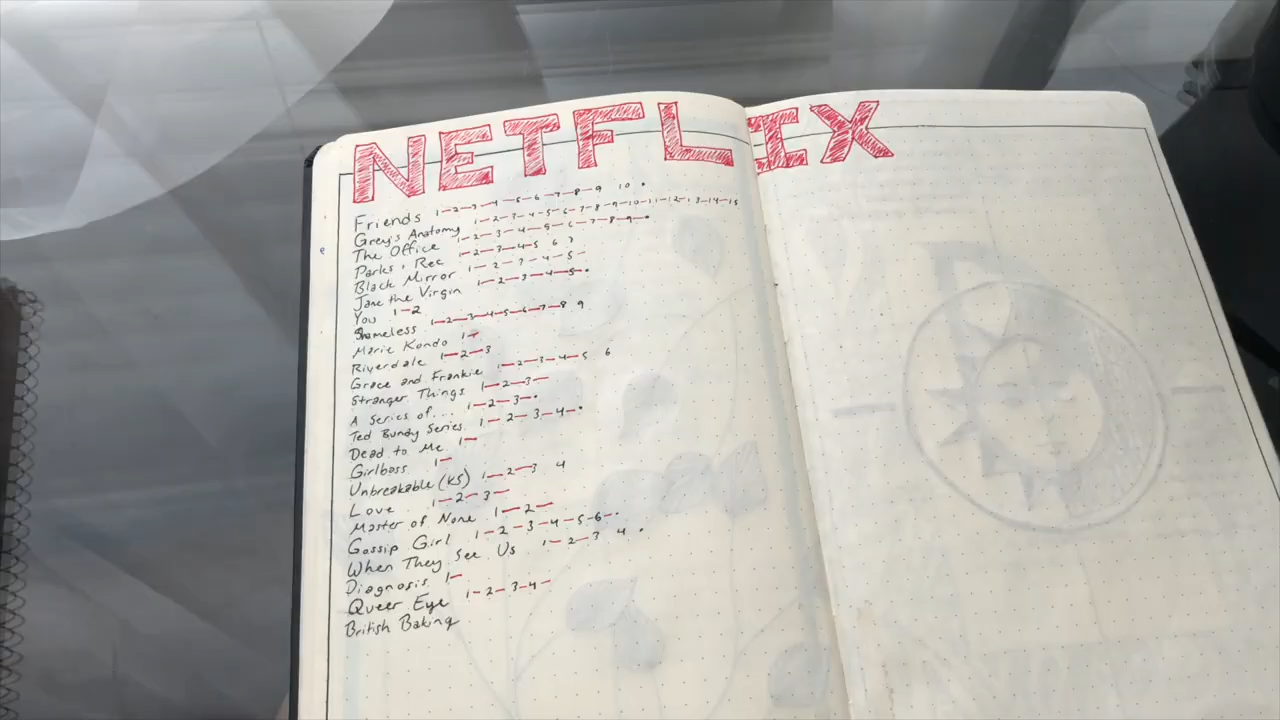 NETFLIX
Friends 1-2-3-4-5-6-7-8-9 10 •
Grey's Anatomy 1-2-3-4-5-6-7-8-9-10-11-12-13-14-15
The Office 1-2-3-4-5-6-7-8-9-•
Parks + Rec 1-2-3-4-5 6 7
Black Mirror 1-2-3-4-5-
Jane the Virgin 1-2-3-4-5-•
You 1-2
Shameless 1-2-3-4-5-6-7-8 9
Marie Kondo 1-
Riverdale 1-2-3
Grace and Frankie 1-2-3-4-5 6
Stranger Things 1-2-3-
A Series of... 1-2-3-•
Ted Bundy Series 1-2-3-4-•
Dead to Me 1-
Girlboss 1-
Unbreakable (KS) 1-2-3 4
Love 1-2-3-
Master of None 1-2-
Gossip Girl 1-2-3-4-5-6-•
When They See Us 1-2-3 4 •
Diagnosis 1-
Queer Eye 1-2-3-4-
British Baking